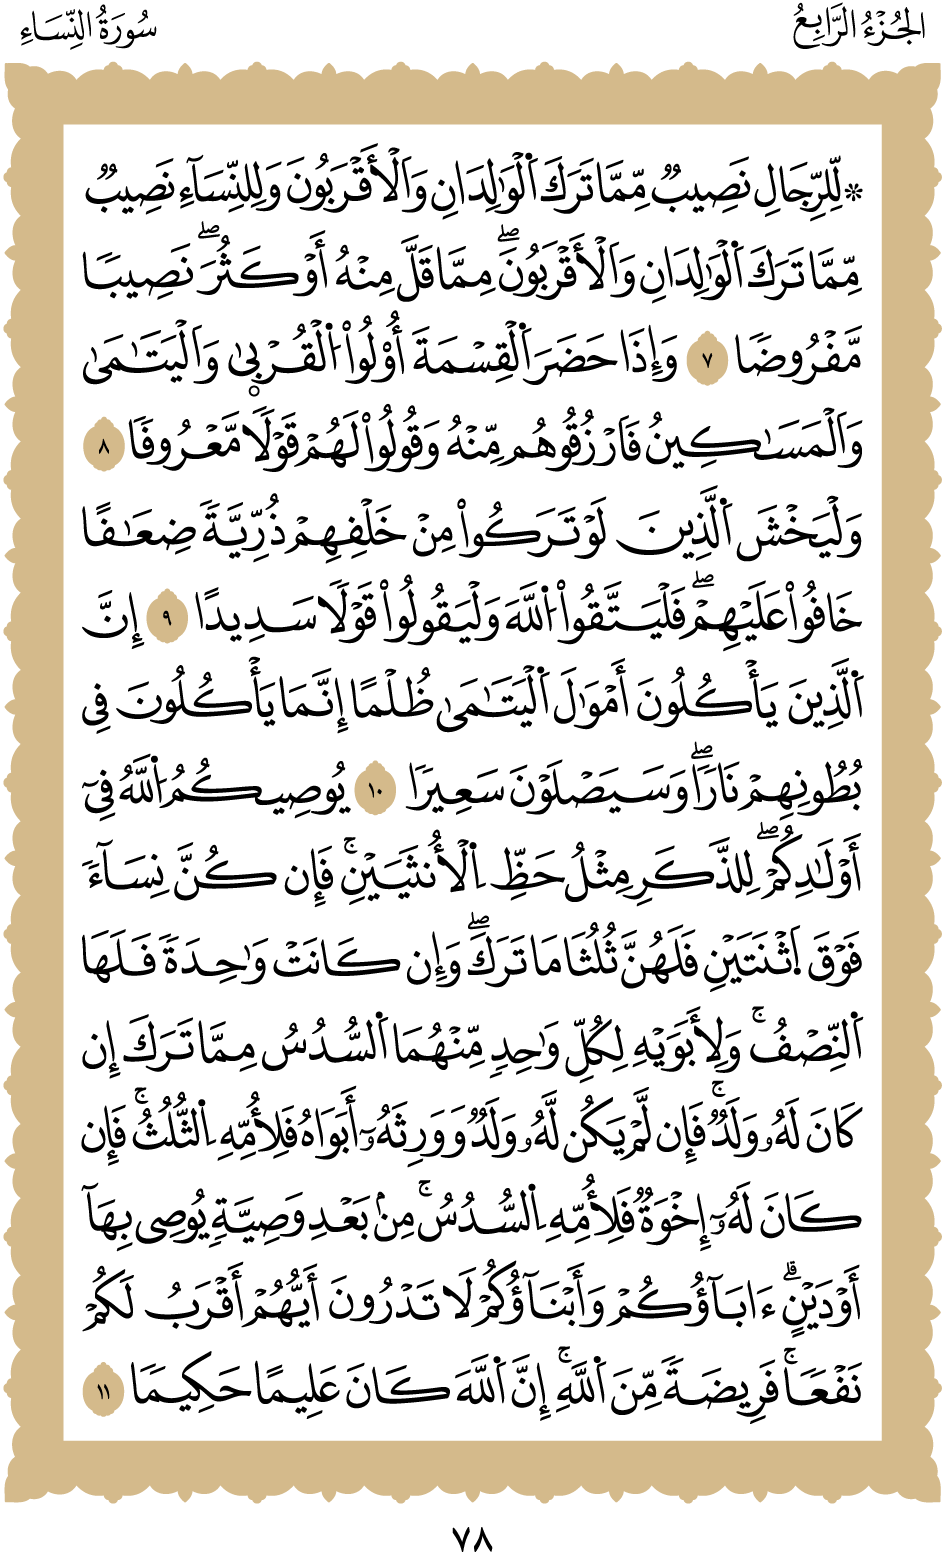 الجُزْءُ الرَّابِعُ
سُورَةُ النِّسَاءِ
۞ لِّلرِّجَالِ نَصِيبٞ مِّمَّا تَرَكَ ٱلۡوَٰلِدَانِ وَٱلۡأَقۡرَبُونَ وَلِلنِّسَآءِ نَصِيبٞ
مِّمَّا تَرَكَ ٱلۡوَٰلِدَانِ وَٱلۡأَقۡرَبُونَۖ مِمَّا قَلَّ مِنۡهُ أَوۡ كَثُرَۖ نَصِيبٗا
مَّفۡرُوضٗا ٧ وَإِذَا حَضَرَ ٱلۡقِسۡمَةَ أُوْلُواْ ٱلۡقُرۡبٜىٰ وَٱلۡيَتَٰمَىٰ
وَٱلۡمَسَٰكِينُ فَٱرۡزُقُوهُم مِّنۡهُ وَقُولُواْ لَهُمۡ قَوۡلٗا مَّعۡرُوفٗا ٨
وَلۡيَخۡشَ ٱلَّذِينَ لَوۡ تَرَكُواْ مِنۡ خَلۡفِهِمۡ ذُرِّيَّةٗ ضِعَٰفًا
خَافُواْ عَلَيۡهِمۡۖ فَلۡيَتَّقُواْ ٱللَّهَ وَلۡيَقُولُواْ قَوۡلٗا سَدِيدًا ٩ إِنَّ
ٱلَّذِينَ يَأۡكُلُونَ أَمۡوَٰلَ ٱلۡيَتَٰمَىٰ ظُلۡمًا إِنَّمَا يَأۡكُلُونَ فِي
بُطُونِهِمۡ نَارٗاۖ وَسَيَصۡلَوۡنَ سَعِيرٗا ١٠ يُوصِيكُمُ ٱللَّهُ فِيٓ
أَوۡلَٰدِكُمۡۖ لِلذَّكَرِ مِثۡلُ حَظِّ ٱلۡأُنثَيَيۡنِۚ فَإِن كُنَّ نِسَآءٗ
فَوۡقَ ٱثۡنَتَيۡنِ فَلَهُنَّ ثُلُثَا مَا تَرَكَۖ وَإِن كَانَتۡ وَٰحِدَةٗ فَلَهَا
ٱلنِّصۡفُۚ وَلِأَبَوَيۡهِ لِكُلِّ وَٰحِدٖ مِّنۡهُمَا ٱلسُّدُسُ مِمَّا تَرَكَ إِن
كَانَ لَهُۥ وَلَدٞۚ فَإِن لَّمۡ يَكُن لَّهُۥ وَلَدٞ وَوَرِثَهُۥٓ أَبَوَاهُ فَلِأُمِّهِ ٱلثُّلُثُۚ فَإِن
كَانَ لَهُۥٓ إِخۡوَةٞ فَلِأُمِّهِ ٱلسُّدُسُۚ مِنۢ بَعۡدِ وَصِيَّةٖ يُوصِي بِهَآ
أَوۡ دَيۡنٍۗ ءَابَآؤُكُمۡ وَأَبۡنَآؤُكُمۡ لَا تَدۡرُونَ أَيُّهُمۡ أَقۡرَبُ لَكُمۡ
نَفۡعٗاۚ فَرِيضَةٗ مِّنَ ٱللَّهِۚ إِنَّ ٱللَّهَ كَانَ عَلِيمًا حَكِيمٗا ١١
٧٨